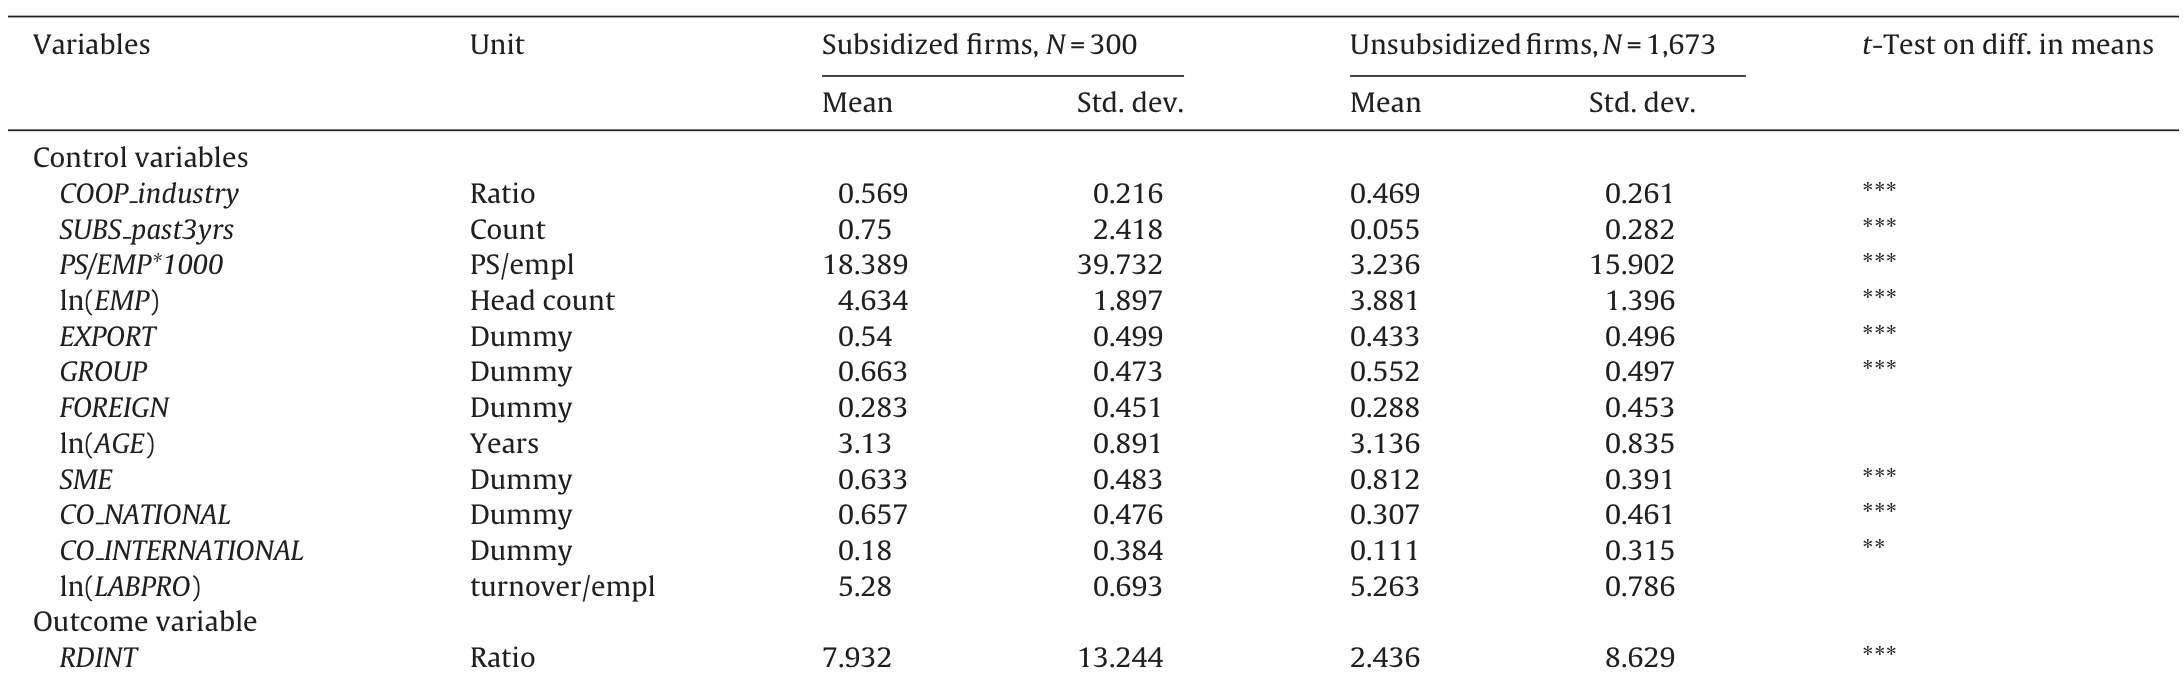 Variables Unit Subsidized firms, N = 300 Unsubsidized firms, N = 1,673 t-Test on diff. in means
Mean Std. dev. Mean Std. dev.
Control variables
COOP_industry Ratio 0.569 0.216 0.469 0.261 ***
SUBS_past3yrs Count 0.75 2.418 0.055 0.282 ***
PS/EMP*1000 PS/empl 18.389 39.732 3.236 15.902 ***
ln(EMP) Head count 4.634 1.897 3.881 1.396 ***
EXPORT Dummy 0.54 0.499 0.433 0.496 ***
GROUP Dummy 0.663 0.473 0.552 0.497 ***
FOREIGN Dummy 0.283 0.451 0.288 0.453
ln(AGE) Years 3.13 0.891 3.136 0.835
SME Dummy 0.633 0.483 0.812 0.391 ***
CO_NATIONAL Dummy 0.657 0.476 0.307 0.461 ***
CO_INTERNATIONAL Dummy 0.18 0.384 0.111 0.315 **
ln(LABPRO) turnover/empl 5.28 0.693 5.263 0.786
Outcome variable
RDINT Ratio 7.932 13.244 2.436 8.629 ***